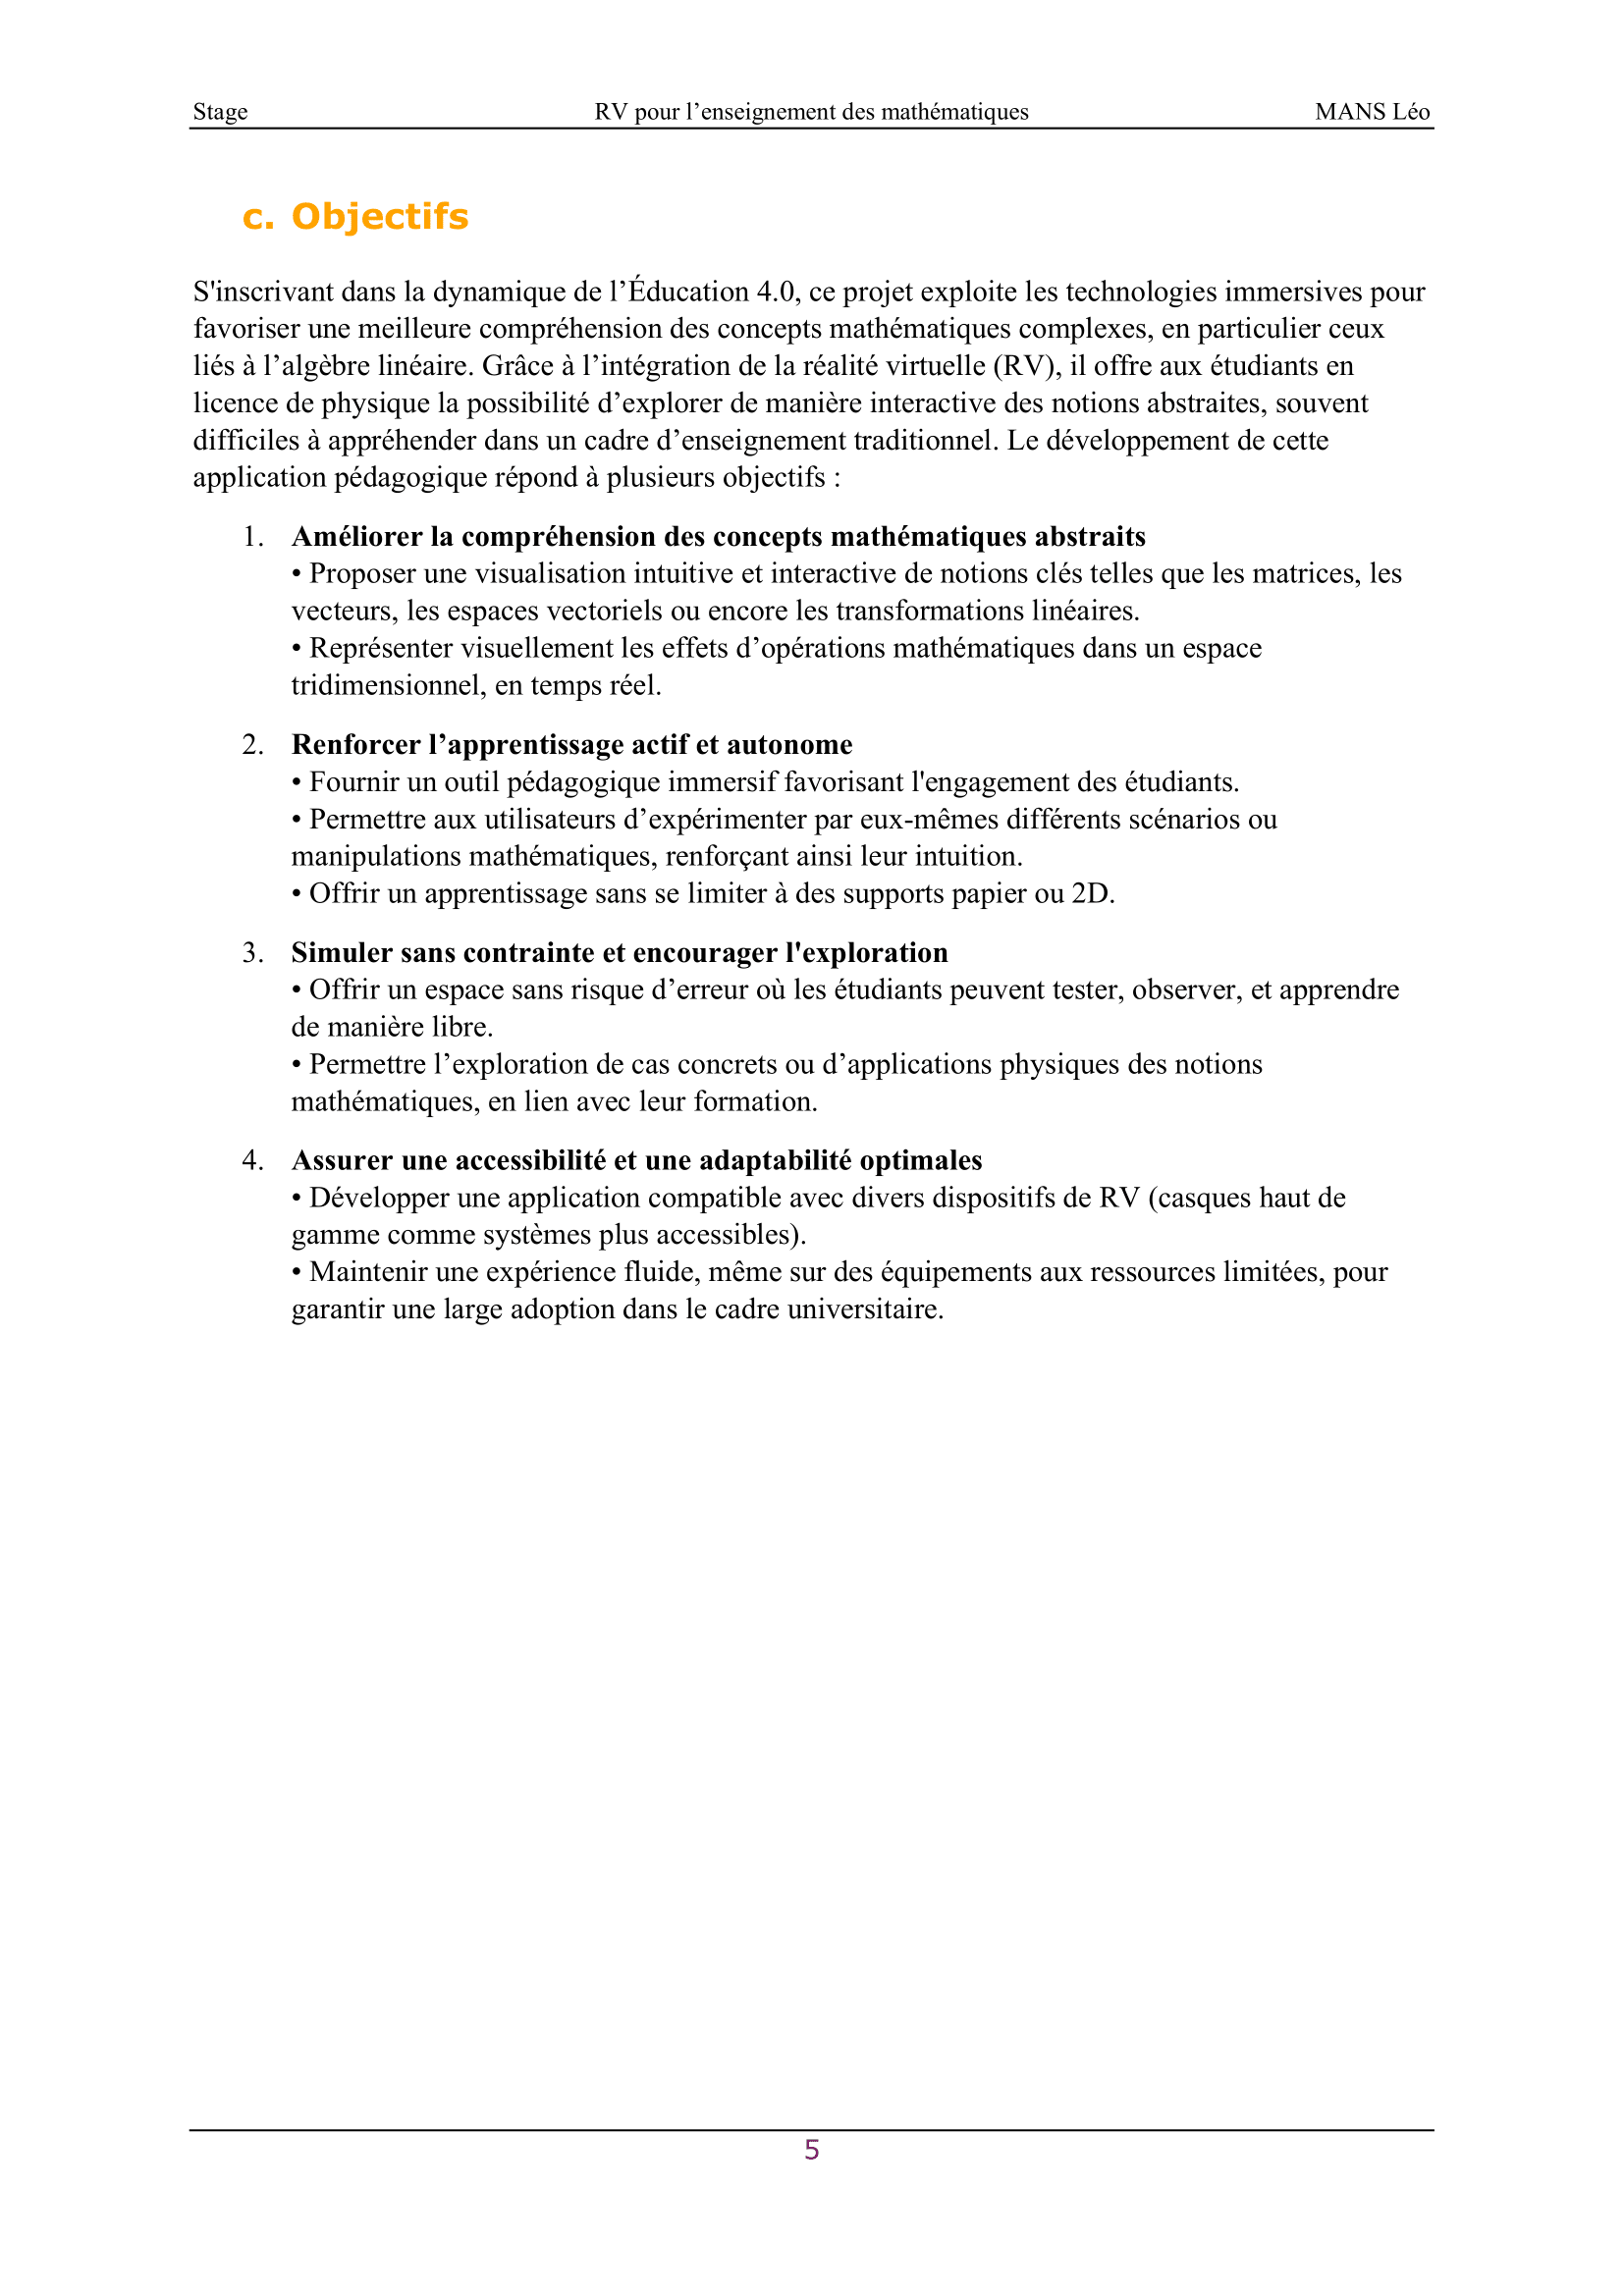 Stage RV pour l’enseignement des mathématiques MANS Léo
c. Objectifs
S'inscrivant dans la dynamique de l’Éducation 4.0, ce projet exploite les technologies immersives pour
favoriser une meilleure compréhension des concepts mathématiques complexes, en particulier ceux
liés à l’algèbre linéaire. Grâce à l’intégration de la réalité virtuelle (RV), il offre aux étudiants en
licence de physique la possibilité d’explorer de manière interactive des notions abstraites, souvent
difficiles à appréhender dans un cadre d’enseignement traditionnel. Le développement de cette
application pédagogique répond à plusieurs objectifs :
1. Améliorer la compréhension des concepts mathématiques abstraits
• Proposer une visualisation intuitive et interactive de notions clés telles que les matrices, les
vecteurs, les espaces vectoriels ou encore les transformations linéaires.
• Représenter visuellement les effets d’opérations mathématiques dans un espace
tridimensionnel, en temps réel.
2. Renforcer l’apprentissage actif et autonome
• Fournir un outil pédagogique immersif favorisant l'engagement des étudiants.
• Permettre aux utilisateurs d’expérimenter par eux-mêmes différents scénarios ou
manipulations mathématiques, renforçant ainsi leur intuition.
• Offrir un apprentissage sans se limiter à des supports papier ou 2D.
3. Simuler sans contrainte et encourager l'exploration
• Offrir un espace sans risque d’erreur où les étudiants peuvent tester, observer, et apprendre
de manière libre.
• Permettre l’exploration de cas concrets ou d’applications physiques des notions
mathématiques, en lien avec leur formation.
4. Assurer une accessibilité et une adaptabilité optimales
• Développer une application compatible avec divers dispositifs de RV (casques haut de
gamme comme systèmes plus accessibles).
• Maintenir une expérience fluide, même sur des équipements aux ressources limitées, pour
garantir une large adoption dans le cadre universitaire.
5